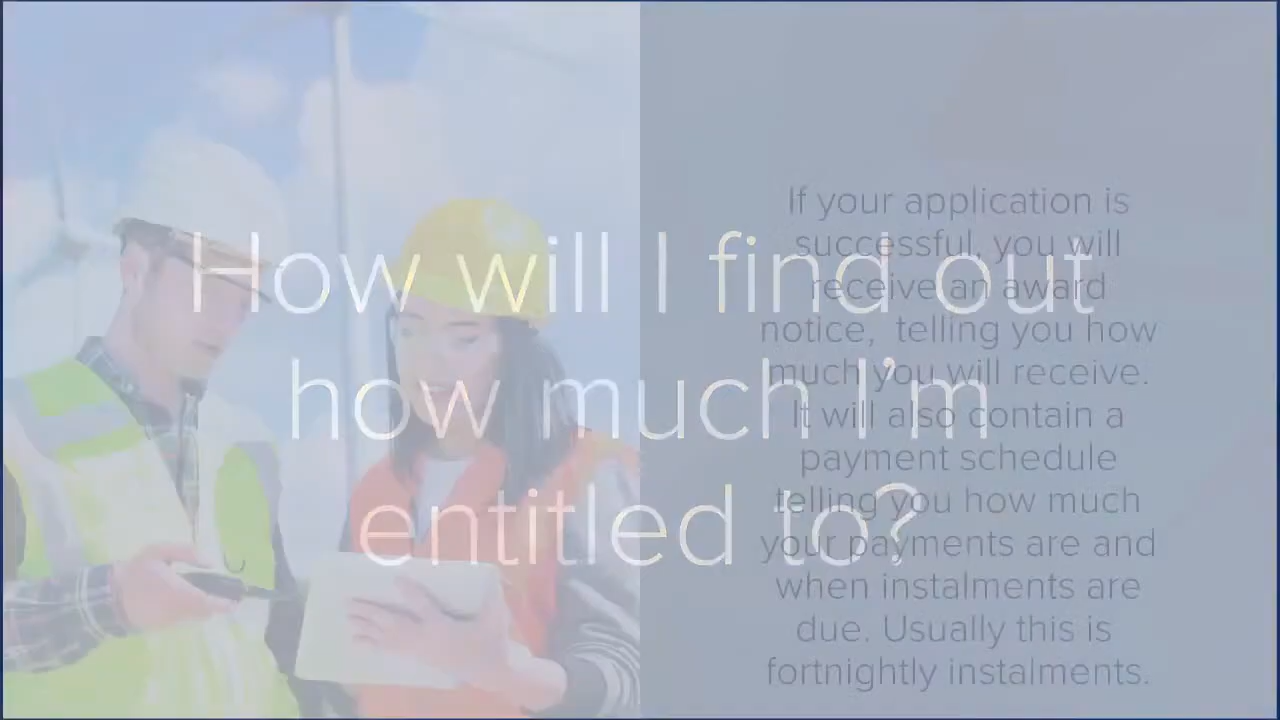 How will I find out
how much I'm
entitled to?
If your application is
successful, you will
receive an award
notice,  telling you how
much you will receive.
It will also contain a
payment schedule
telling you how much
your payments are and
when instalments are
due. Usually this is
fortnightly instalments.